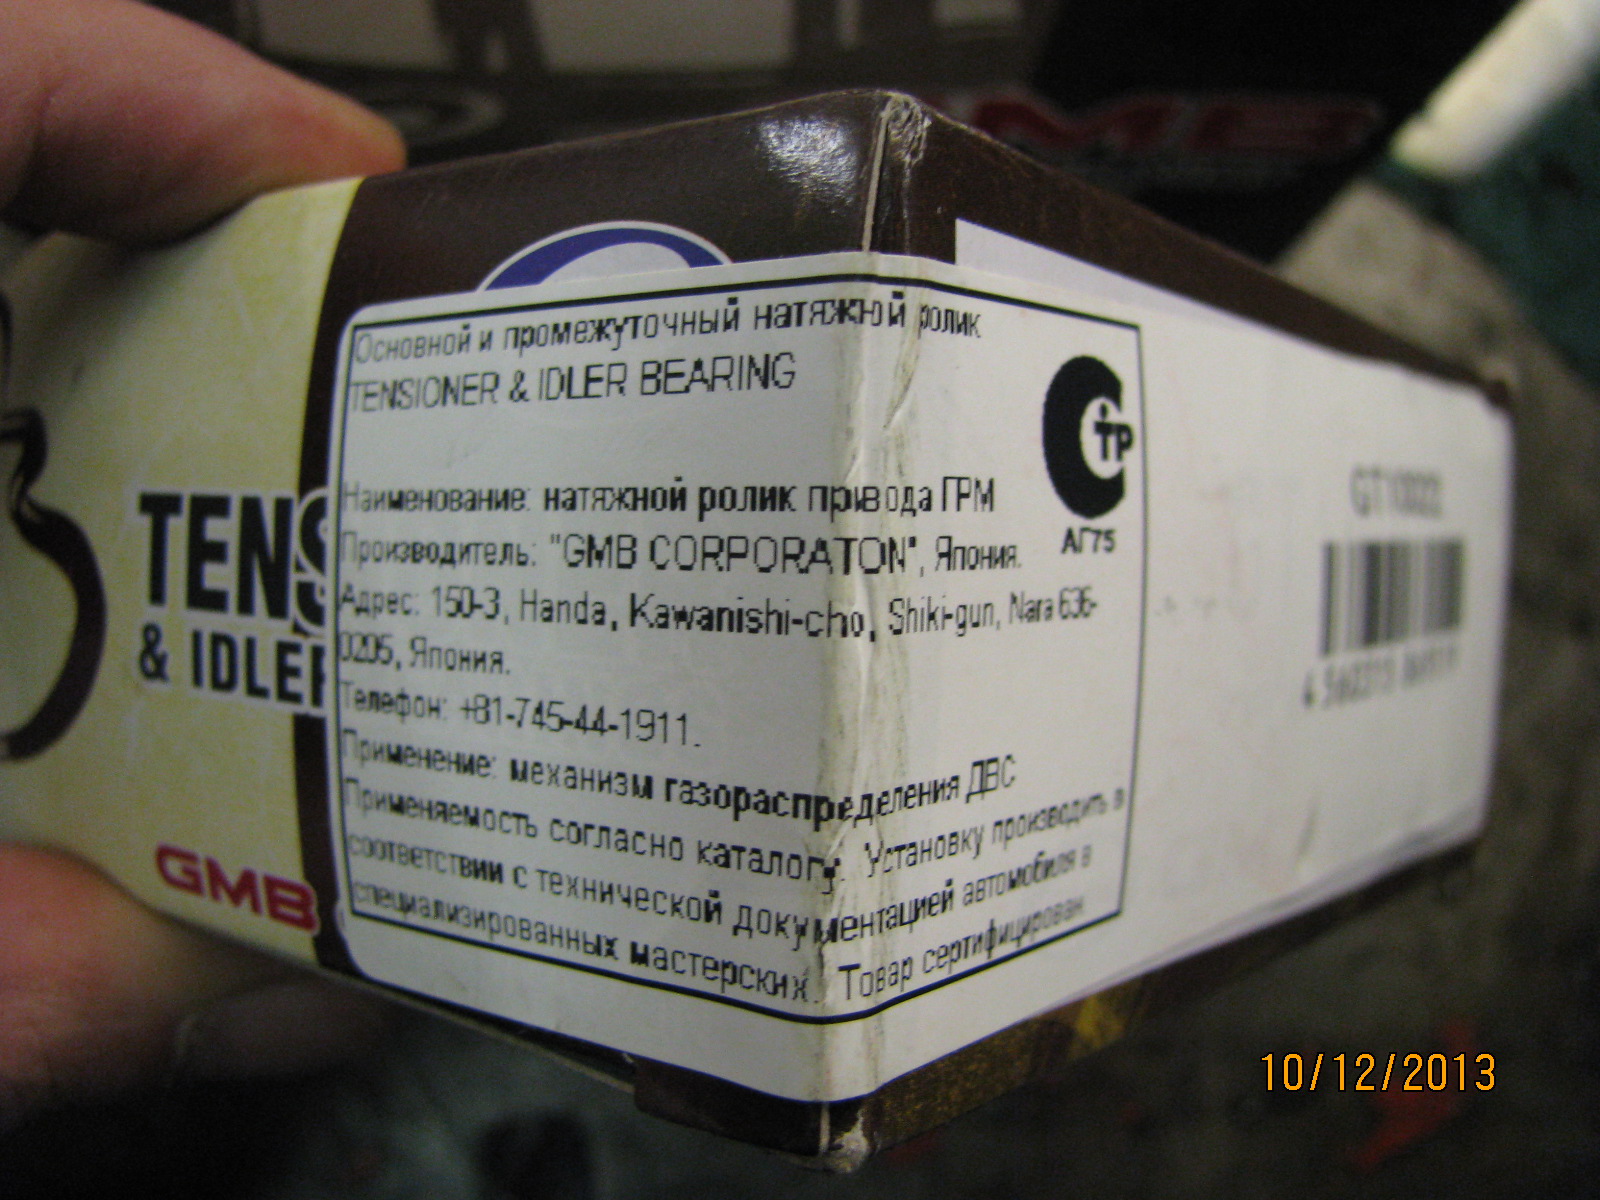 Основной и промежуточный натяжной ролик
TENSIONER & IDLER BEARING
Наименование: натяжной ролик привода ГРМ
Производитель: "GMB CORPORATON", Япония.
Адрес: 150-3, Handa, Kawanishi-cho, Shiki-gun, Nara 636-
0205, Япония.
Телефон: +81-745-44-1911.
Применение: механизм газораспределения ДВС
Применяемость согласно каталогу. Установку производить в
соответствии с технической документацией автомобиля в
специализированных мастерских. Товар сертифицирован
ТР
АГ75
TENS
& IDLER
GMB
10/12/2013